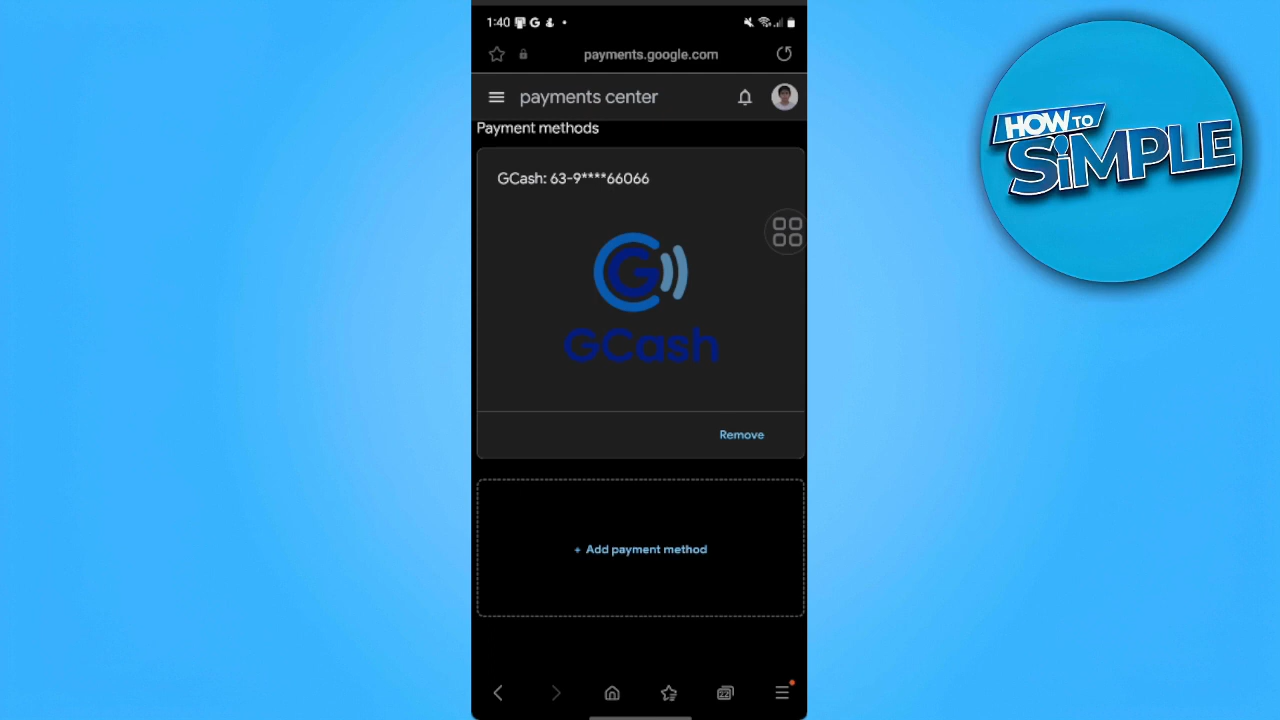 1:40
payments.google.com
payments center
Payment methods
GCash: 63-9****66066
G
GCash
Remove
+ Add payment method
22
HOW TO
SiMPLE